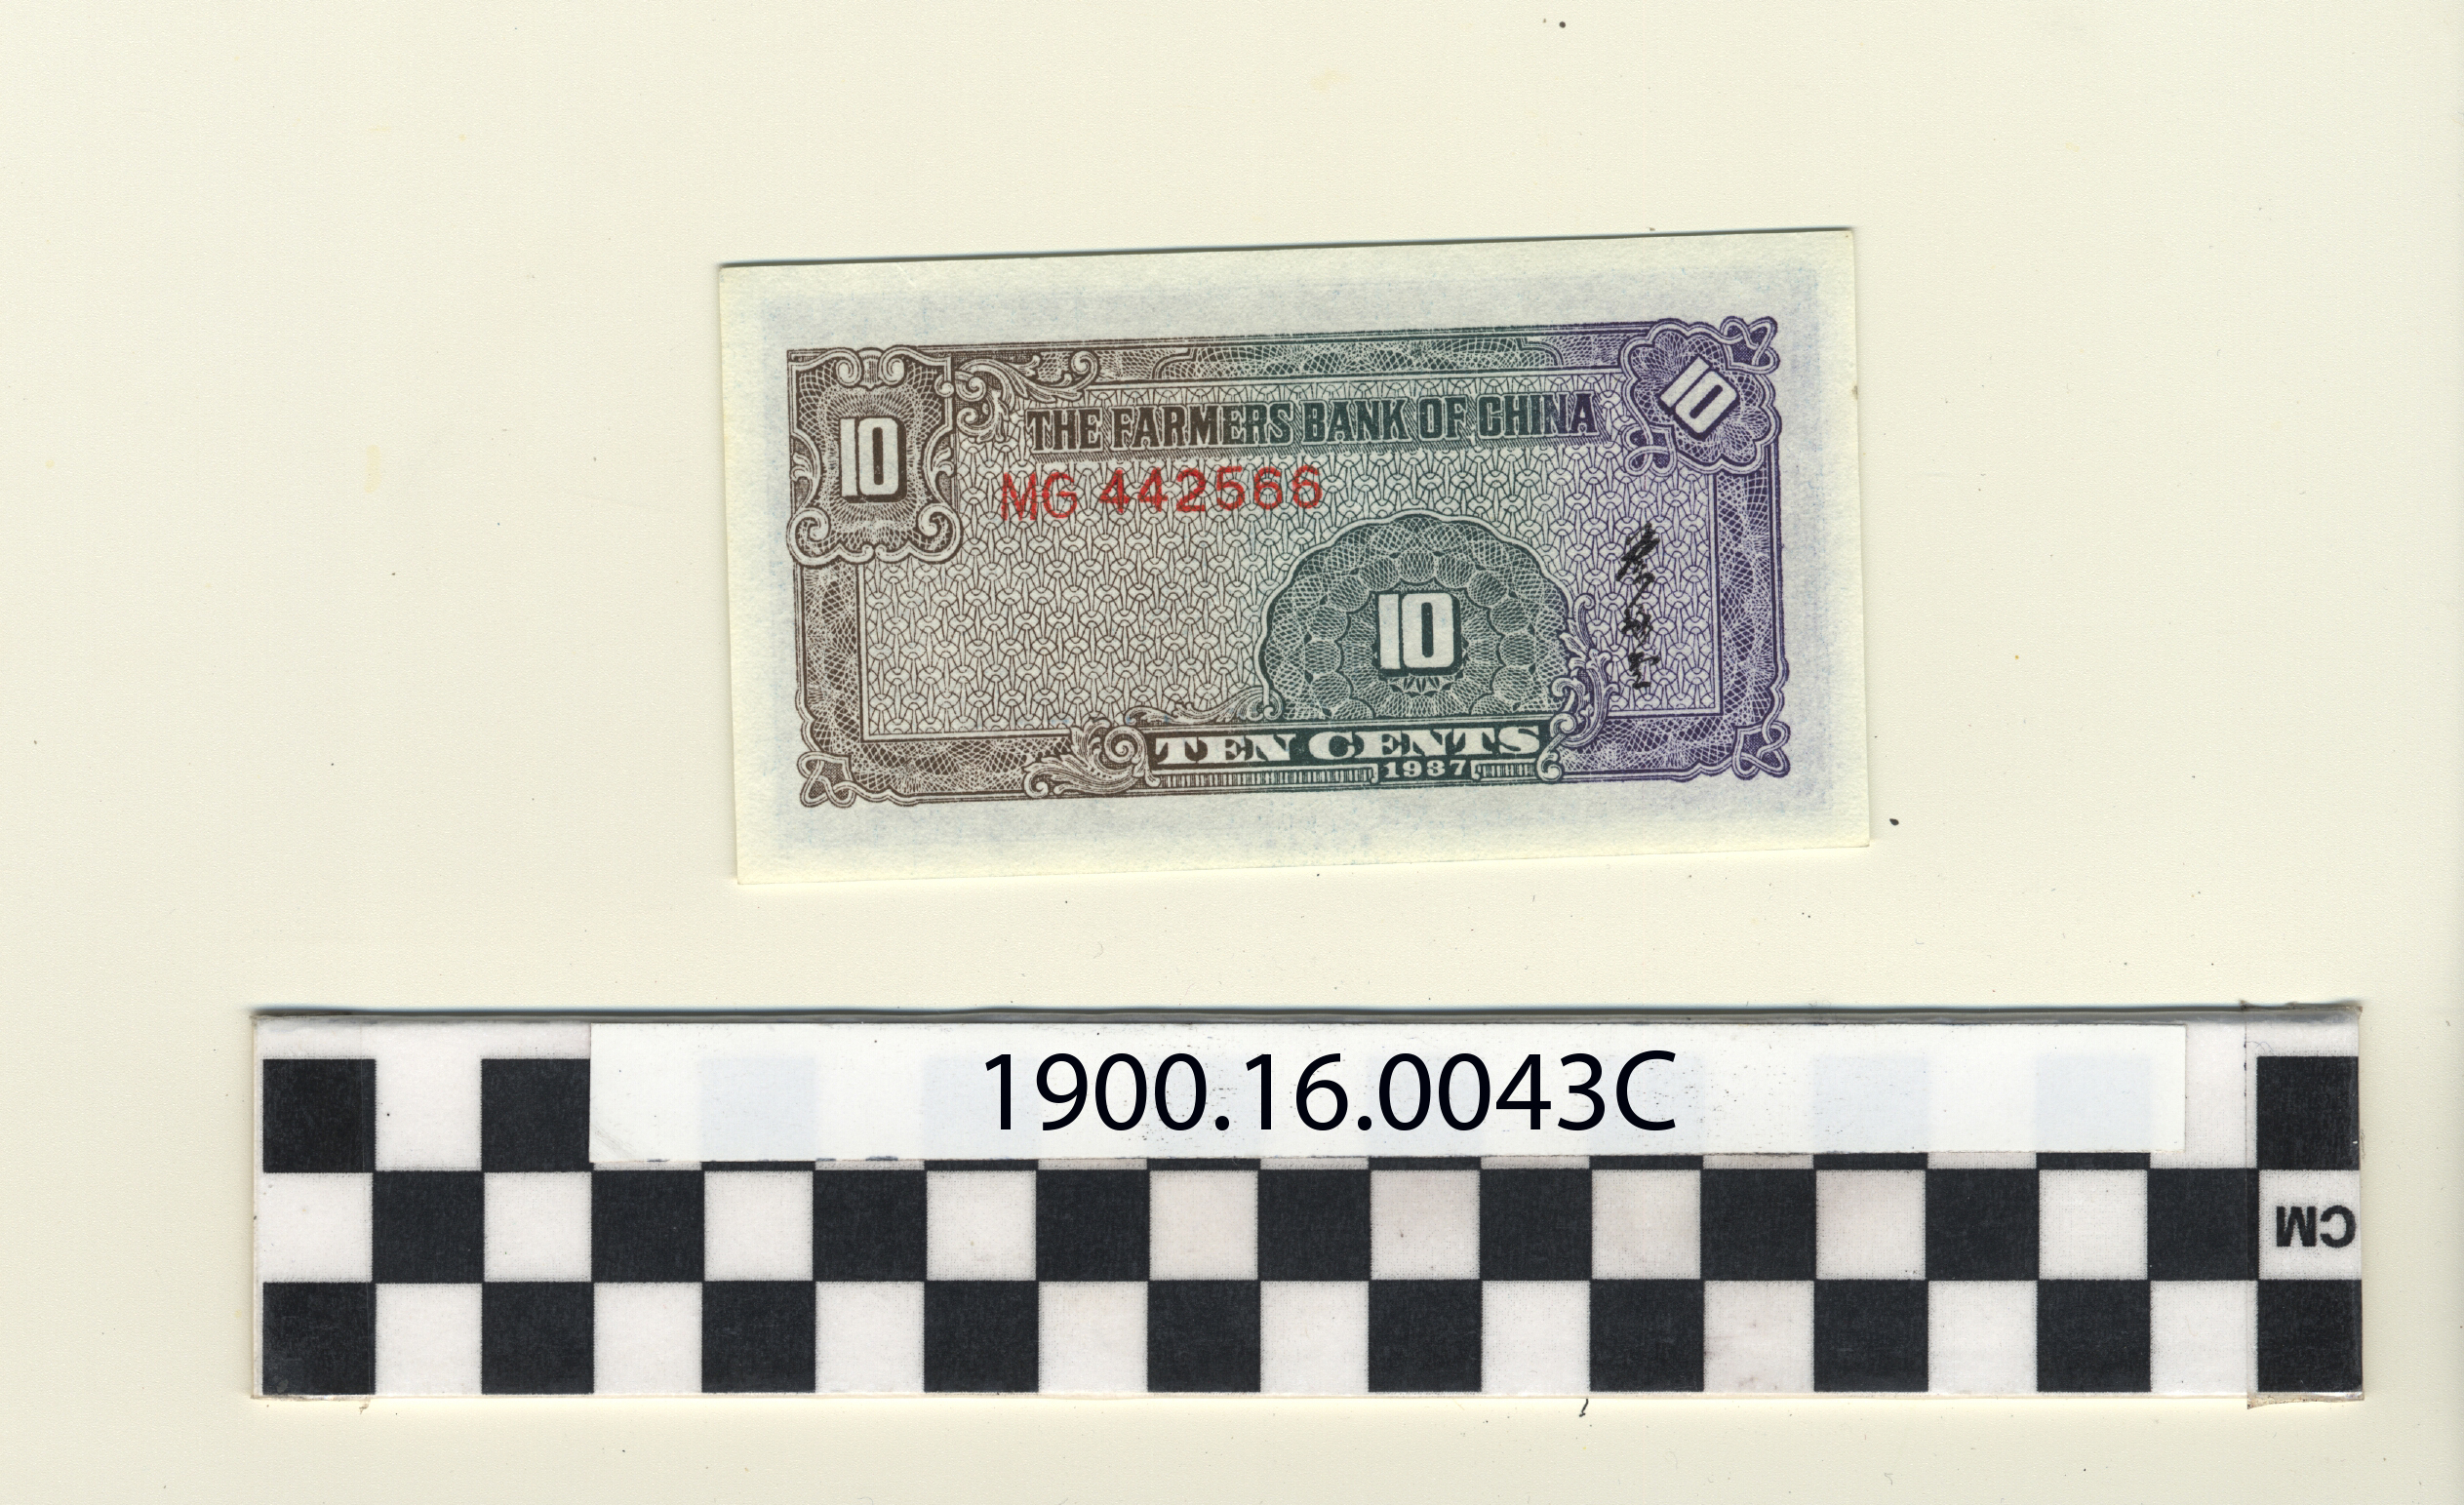 10
10
THE FARMERS BANK OF CHINA
MG 442566
10
TEN CENTS
1937
1900.16.0043C
CM